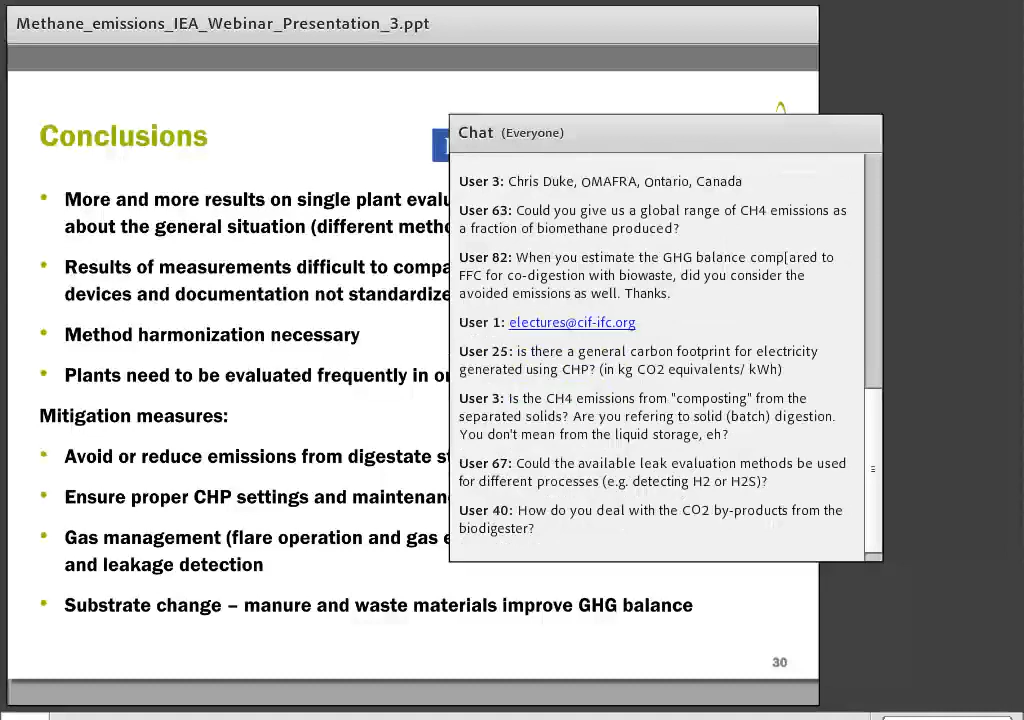 Methane_emissions_IEA_Webinar_Presentation_3.ppt
Conclusions
• More and more results on single plant
about the general situation (different
• Results of measurements difficult to
devices and documentation not
• Method harmonization necessary
• Plants need to be evaluated frequently in
Mitigation measures:
• Avoid or reduce emissions from digestate
• Ensure proper CHP settings and
• Gas management (flare operation and gas
and leakage detection
• Substrate change – manure and waste materials improve GHG balance
30
Chat (Everyone)
User 3: Chris Duke, OMAFRA, Ontario, Canada
User 63: Could you give us a global range of CH4 emissions as
a fraction of biomethane produced?
User 82: When you estimate the GHG balance comp[ared to
FFC for co-digestion with biowaste, did you consider the
avoided emissions as well. Thanks.
User 1: electures@cif-ifc.org
User 25: is there a general carbon footprint for electricity
generated using CHP? (in kg CO2 equivalents/ kWh)
User 3: Is the CH4 emissions from "composting" from the
separated solids? Are you refering to solid (batch) digestion.
You don't mean from the liquid storage, eh?
User 67: Could the available leak evaluation methods be used
for different processes (e.g. detecting H2 or H2S)?
User 40: How do you deal with the CO2 by-products from the
biodigester?